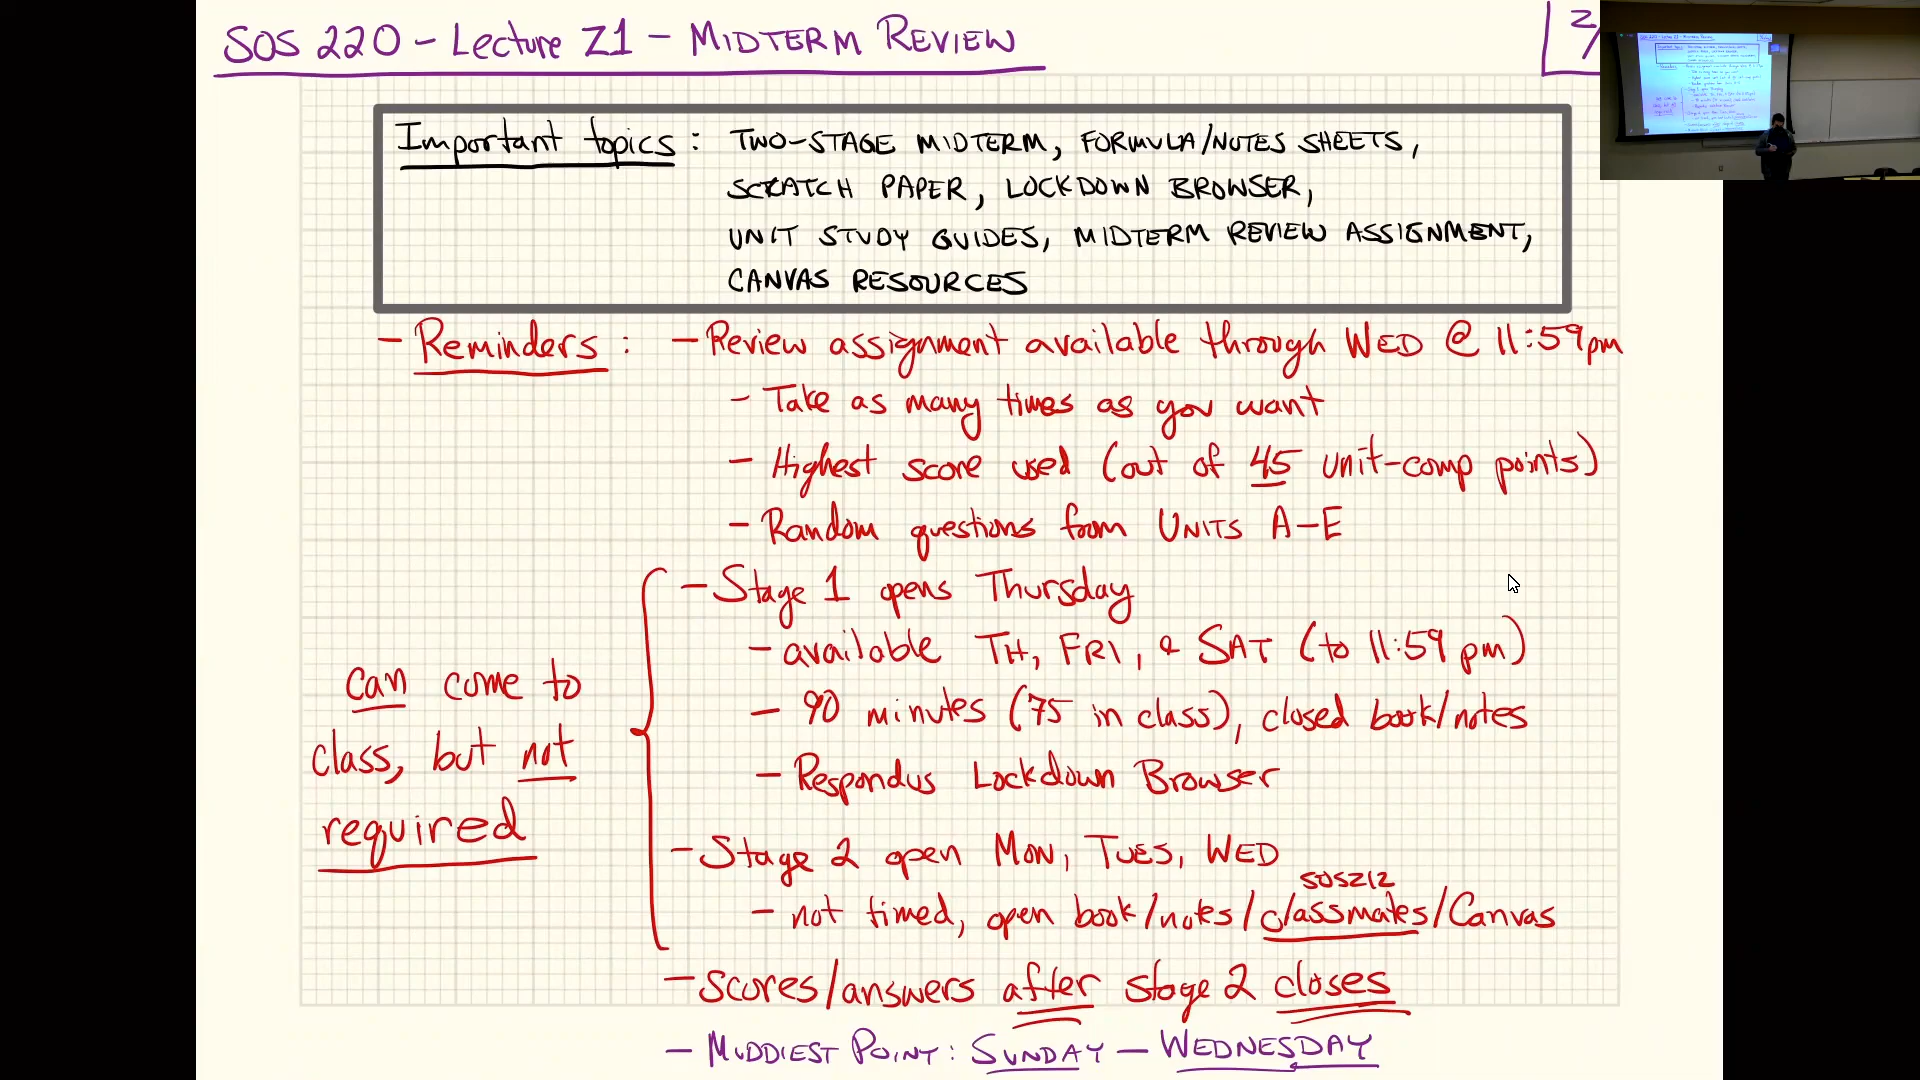 SOS 220 - Lecture Z1 - MIDTERM REVIEW
Important topics: TWO-STAGE MIDTERM, FORMULA/NOTES SHEETS,
SCRATCH PAPER, LOCKDOWN BROWSER,
UNIT STUDY GUIDES, MIDTERM REVIEW ASSIGNMENT,
CANVAS RESOURCES
- Reminders: - Review assignment available through WED @ 11:59pm
- Take as many times as you want
- Highest score used (out of 45 unit-comp points)
- Random questions from UNITS A-E
- Stage 1 opens Thursday
- available TH, FRI, & SAT (to 11:59 pm)
- 90 minutes (75 in class), closed book/notes
- Respondus Lockdown Browser
can come to
class, but not
required
- Stage 2 open MON, TUES, WED
SOS212
- not timed, open book/notes/classmates/Canvas
- scores/answers after stage 2 closes
- MUDDIEST POINT: SUNDAY - WEDNESDAY